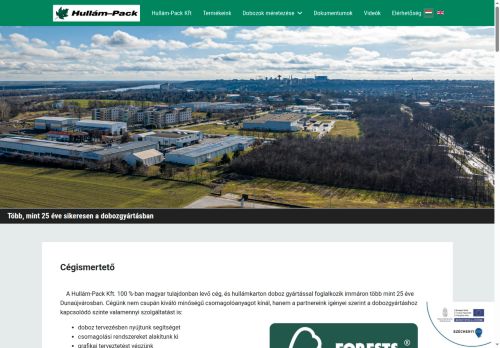 Hullám-Pack
Hullám-Pack Kft Termékeink Dobozok méretezése Dokumentumok Videók Elérhetőség
Több, mint 25 éve sikeresen a dobozgyártásban
Cégismertető
A Hullám-Pack Kft. 100 %-ban magyar tulajdonban levő cég, és hullámkarton doboz gyártással foglalkozik immáron több mint 25 éve
Dunaújvárosban. Cégünk nem csupán kiváló minőségű csomagolóanyagot kínál, hanem a partnereink igényei szerint a dobozgyártáshoz
kapcsolódó szinte valamennyi szolgáltatást is:
doboz tervezésben nyújtunk segítséget
csomagolási rendszereket alakítunk ki
grafikai terveztetést végzünk
FORESTS
®
SZÉCHENYI